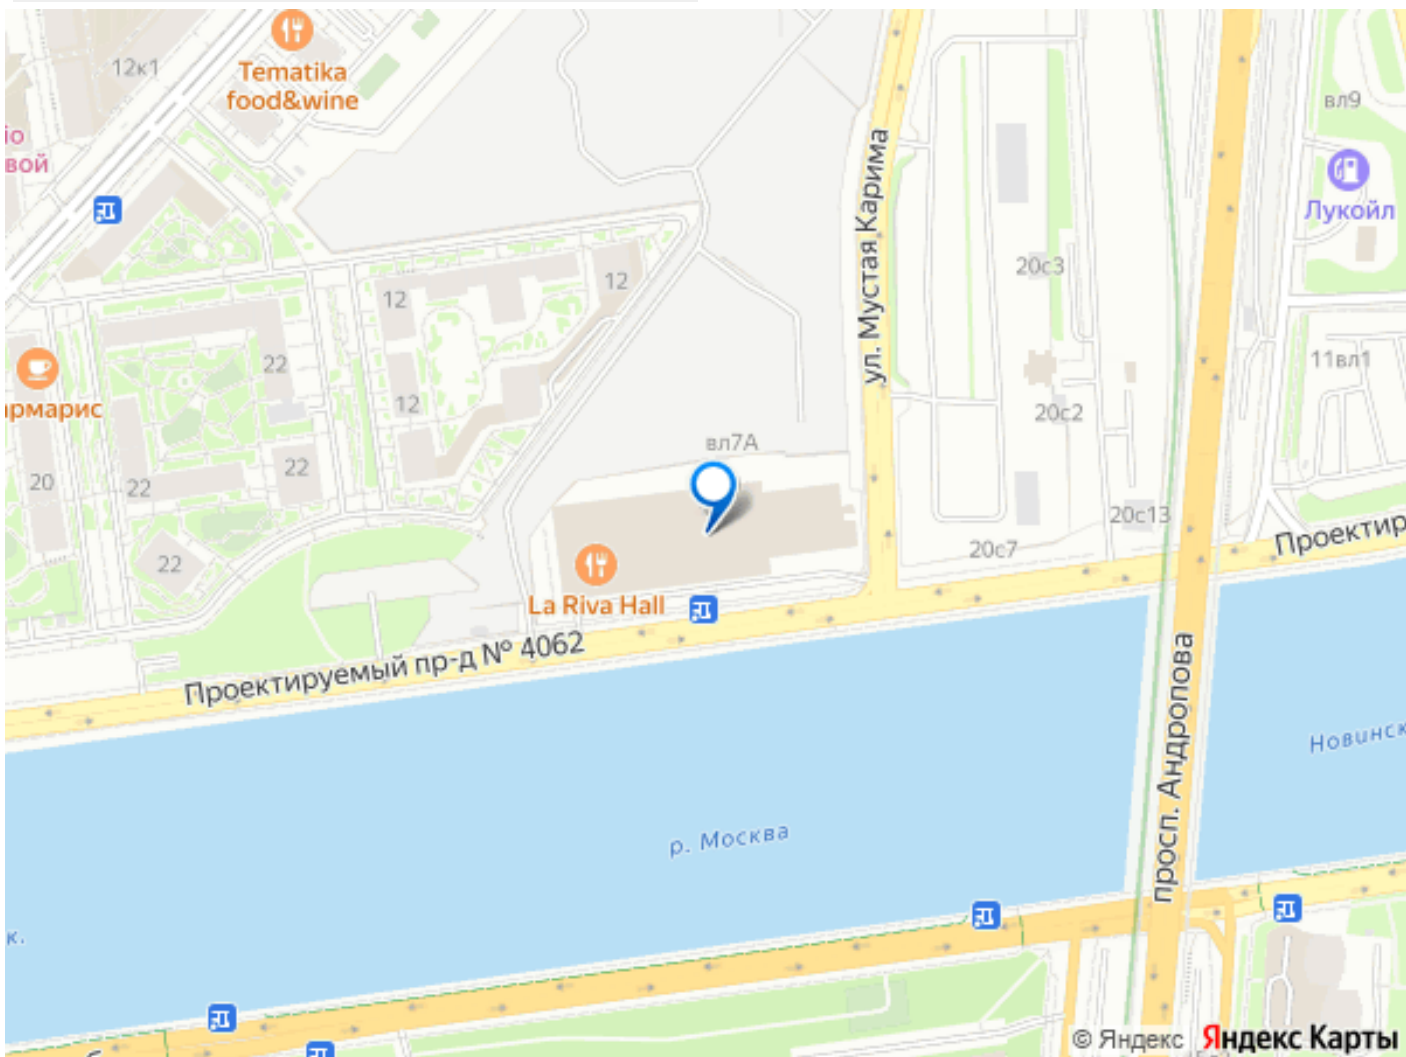 12к1
Tematika
food&wine
io
вой
вл9
Лукойл
ул. Мустая Карима
20с3
12
12
22
11вл1
армарис
12
20с2
вл7А
22
20
22
20с13
Проектир
20с7
22
La Riva Hall
Проектируемый пр-д № 4062
просп. Андропова
Новинск
р. Москва
к.
© Яндекс Яндекс Карты